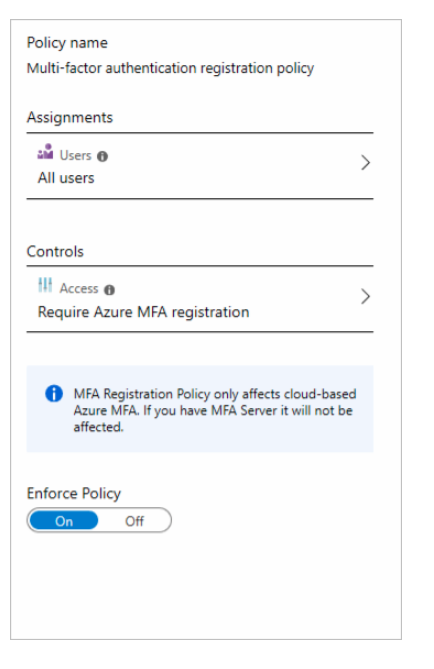 Policy name
Multi-factor authentication registration policy
Assignments
Users
All users
Controls
Access
Require Azure MFA registration
MFA Registration Policy only affects cloud-based
Azure MFA. If you have MFA Server it will not be
affected.
Enforce Policy
On Off